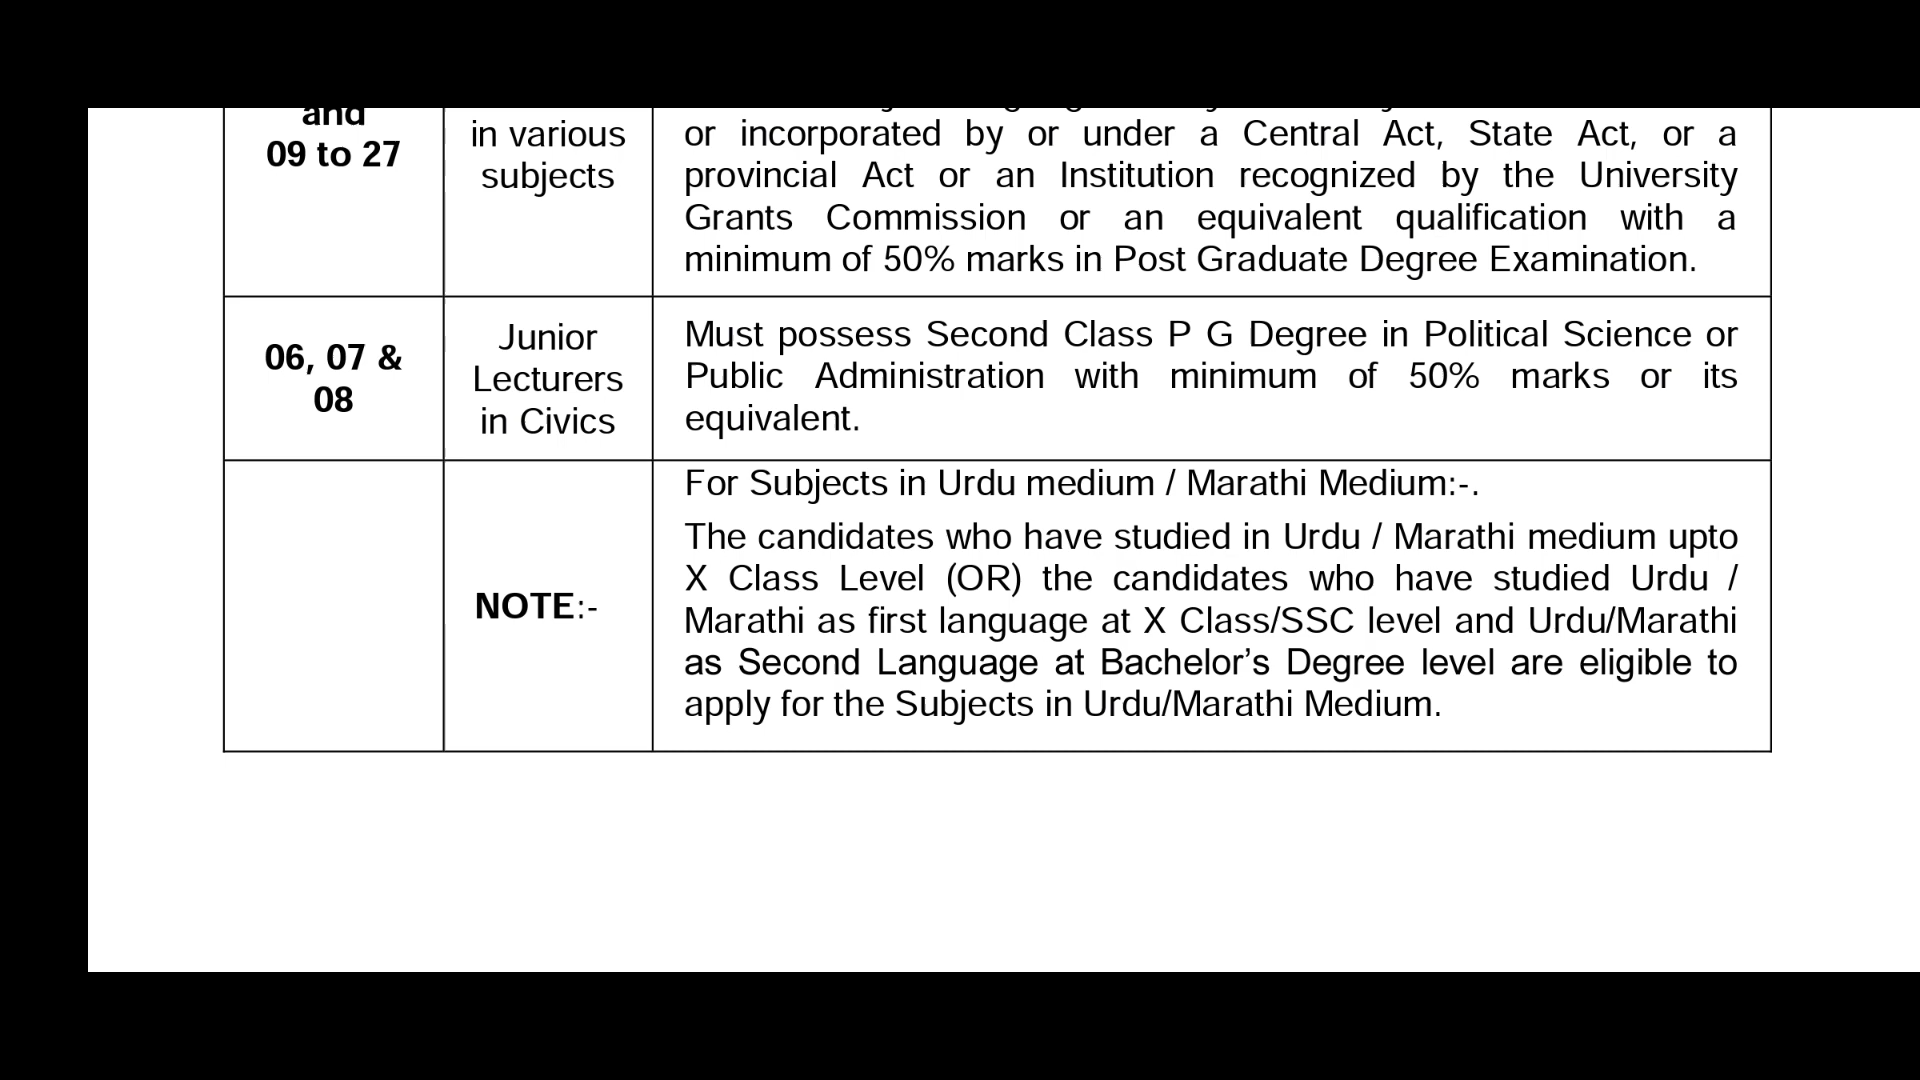 and
09 to 27
in various
subjects
or incorporated by or under a Central Act, State Act, or a
provincial Act or an Institution recognized by the University
Grants Commission or an equivalent qualification with a
minimum of 50% marks in Post Graduate Degree Examination.
06, 07 &
08
Junior
Lecturers
in Civics
Must possess Second Class P G Degree in Political Science or
Public Administration with minimum of 50% marks or its
equivalent.
NOTE:-
For Subjects in Urdu medium / Marathi Medium:-.
The candidates who have studied in Urdu / Marathi medium upto
X Class Level (OR) the candidates who have studied Urdu /
Marathi as first language at X Class/SSC level and Urdu/Marathi
as Second Language at Bachelor’s Degree level are eligible to
apply for the Subjects in Urdu/Marathi Medium.